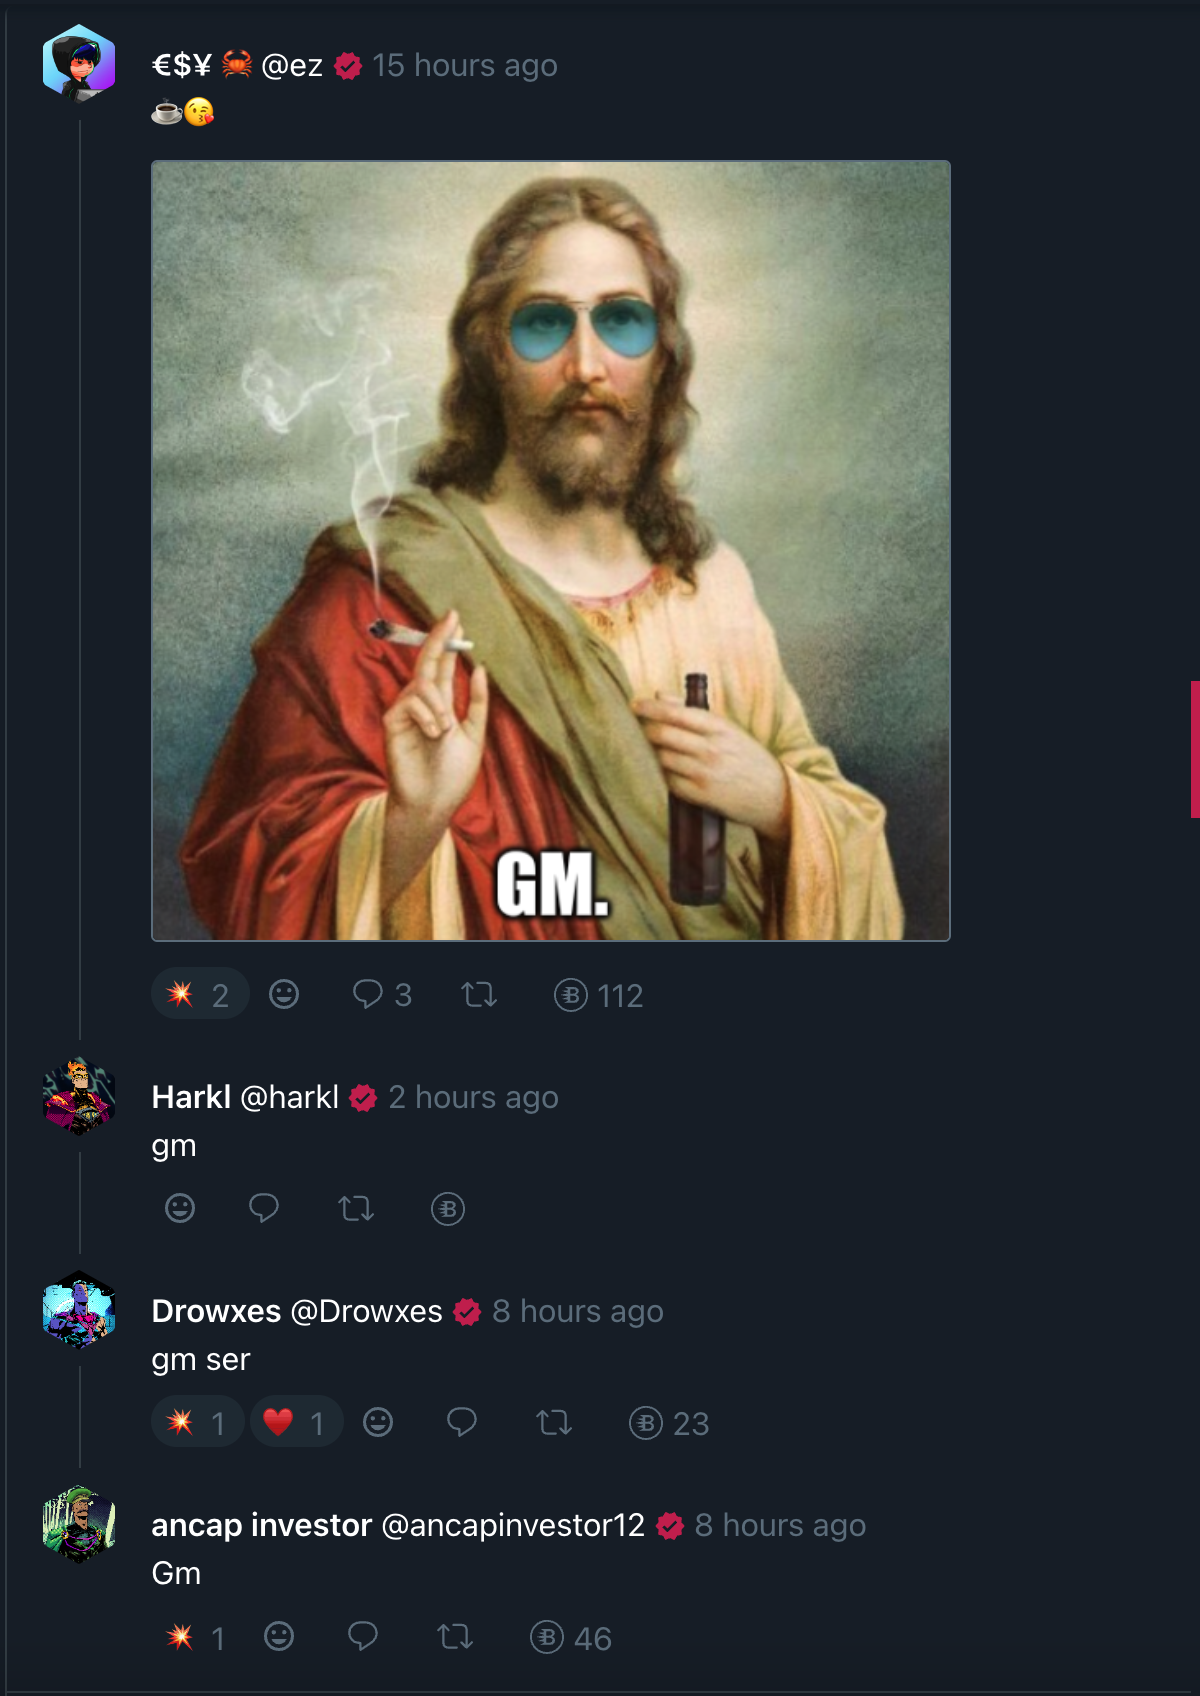 €$¥ 🦀 @ez 15 hours ago
☕😘
GM.
💥 2 3 112
Harkl @harkl 2 hours ago
gm
Drowxes @Drowxes 8 hours ago
gm ser
💥 1 ♥️ 1 23
ancap investor @ancapinvestor12 8 hours ago
Gm
💥 1 46